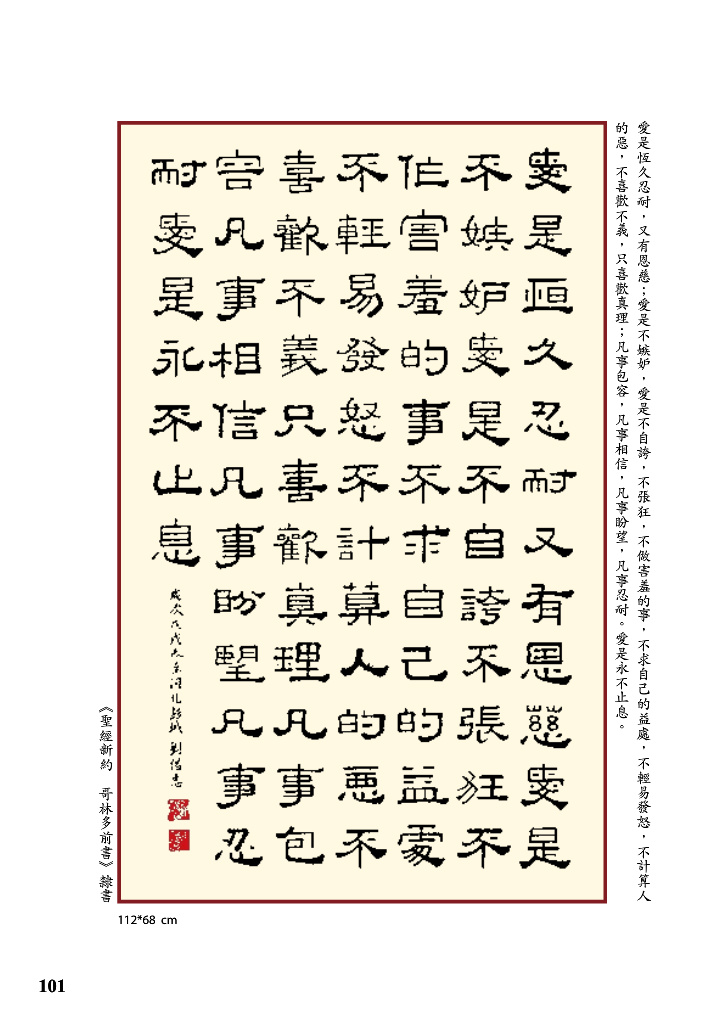 愛是恆久忍耐，又有恩慈；愛是不嫉妒，愛是不自誇，不張狂，不做害羞的事，不求自己的益處，不輕易發怒，不計算人
的惡，不喜歡不義，只喜歡真理；凡事包容，凡事相信，凡事盼望，凡事忍耐。愛是永不止息。
愛是恒久忍耐又有恩慈愛是
不嫉妒愛是不自誇不張狂不
作害羞的事不求自己的益處
不輕易發怒不計算人的惡不
喜歡不義只喜歡真理凡事包
容凡事相信凡事盼望凡事忍
耐愛是永不止息
歲次戊戌
《聖經新約　哥林多前書》隸書
112*68 cm
101